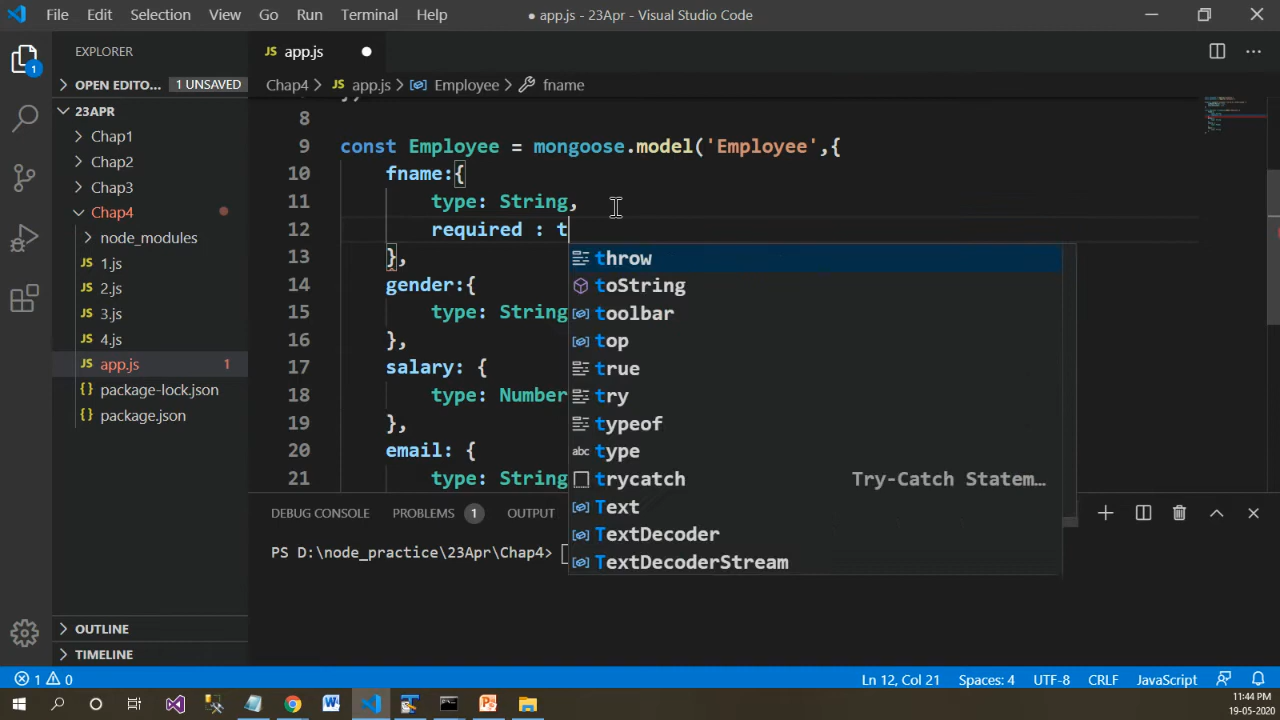 File Edit Selection View Go Run Terminal Help
● app.js - 23Apr - Visual Studio Code
EXPLORER
OPEN EDITO... 1 UNSAVED
23APR
Chap1
Chap2
Chap3
Chap4
node_modules
JS 1.js
JS 2.js
JS 3.js
JS 4.js
JS app.js 1
{} package-lock.json
{} package.json
OUTLINE
TIMELINE
1
JS app.js ●
Chap4 > JS app.js > Employee > fname
8
9 const Employee = mongoose.model('Employee',{
10 fname:{
11 type: String,
12 required : t
13 },
14 gender:{
15 type: String
16 },
17 salary: {
18 type: Number
19 },
20 email: {
21 type: String
throw
toString
toolbar
top
true
try
typeof
abc type
trycatch Try-Catch Statem...
Text
TextDecoder
TextDecoderStream
DEBUG CONSOLE PROBLEMS 1 OUTPUT
PS D:\node_practice\23Apr\Chap4>
1 0 Ln 12, Col 21 Spaces: 4 UTF-8 CRLF JavaScript
11:44 PM
19-05-2020